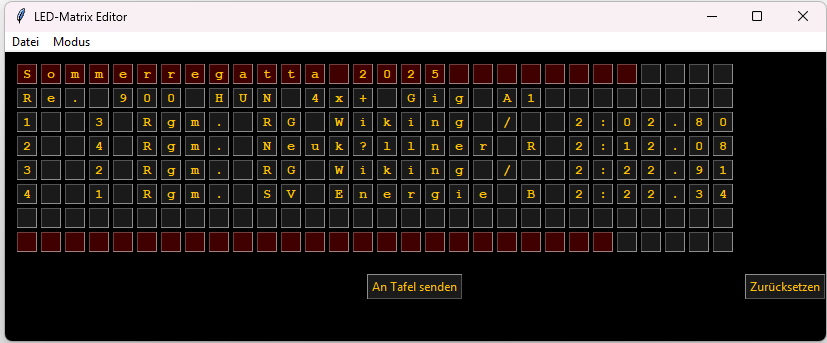 LED-Matrix Editor
Datei Modus
Sommerregatta 2025
Re. 900 HUN 4x+ Gig A1
1  3 Rgm. RG Wiking /  2:02.80
2  4 Rgm. Neuk?llner R 2:12.08
3  2 Rgm. RG Wiking /  2:22.91
4  1 Rgm. SV Energie B 2:22.34
An Tafel senden Zurücksetzen